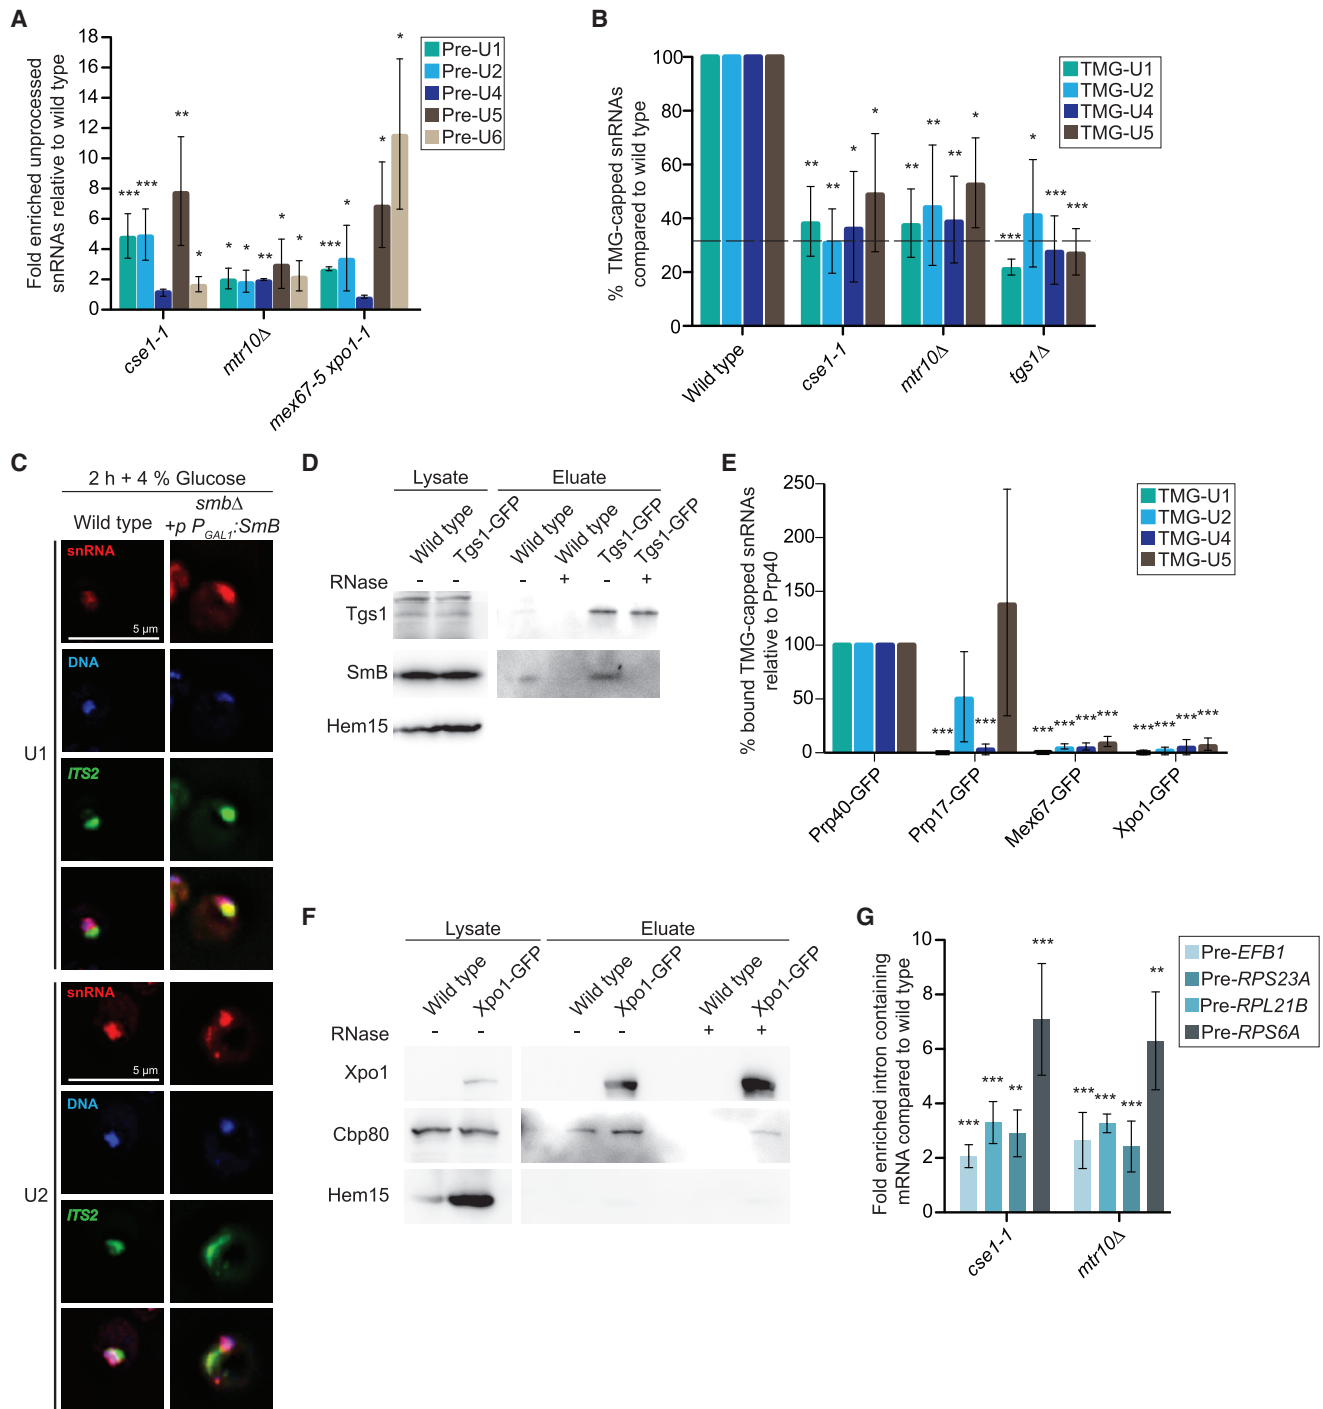 A
Fold enriched unprocessed
snRNAs relative to wild type
18
16
14
12
10
8
6
4
2
0
*** *** ** *
* * ** * *
*** * * *
cse1-1
mtr10Δ
mex67-5 xpo1-1
Pre-U1
Pre-U2
Pre-U4
Pre-U5
Pre-U6
B
% TMG-capped snRNAs
compared to wild type
100
80
60
40
20
0
** ** * *
** ** ** *
*** * *** ***
Wild type
cse1-1
mtr10Δ
tgs1Δ
TMG-U1
TMG-U2
TMG-U4
TMG-U5
C
2 h + 4 % Glucose
Wild type
smbΔ
+p PGAL1:SmB
U1
snRNA
5 µm
DNA
ITS2
U2
snRNA
5 µm
DNA
ITS2
D
Lysate Eluate
Wild type Tgs1-GFP Wild type Wild type Tgs1-GFP Tgs1-GFP
RNase - - - + - +
Tgs1
SmB
Hem15
E
% bound TMG-capped snRNAs
relative to Prp40
250
200
150
100
50
0
*** ***
*** *** *** ***
*** *** *** ***
Prp40-GFP
Prp17-GFP
Mex67-GFP
Xpo1-GFP
TMG-U1
TMG-U2
TMG-U4
TMG-U5
F
Lysate Eluate
Wild type Xpo1-GFP Wild type Xpo1-GFP Wild type Xpo1-GFP
RNase - - - - + +
Xpo1
Cbp80
Hem15
G
Fold enriched intron containing
mRNA compared to wild type
10
8
6
4
2
0
*** *** ** ***
*** *** *** **
cse1-1
mtr10Δ
Pre-EFB1
Pre-RPS23A
Pre-RPL21B
Pre-RPS6A